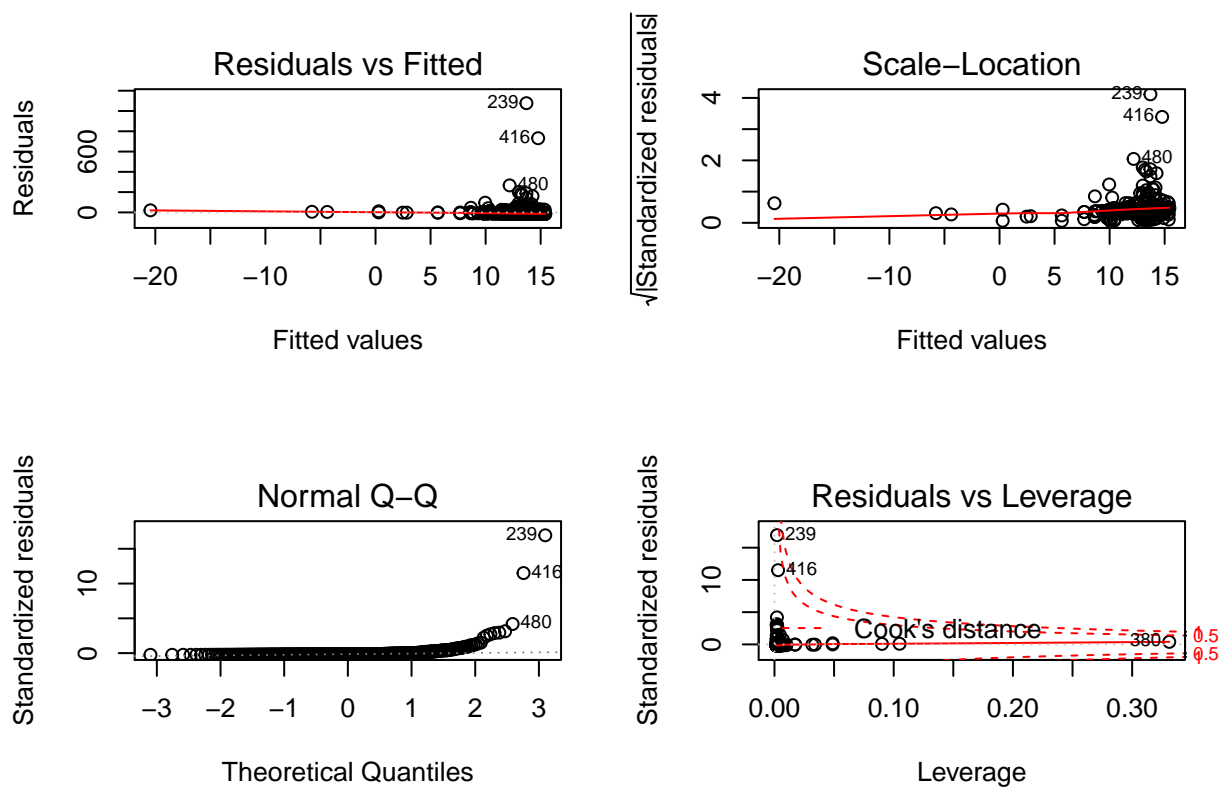 Residuals vs Fitted
Residuals
600
0
239
416
480
−20 −10 0 5 10 15
Fitted values
Scale−Location
√|Standardized residuals|
4
2
0
239
416
480
−20 −10 0 5 10 15
Fitted values
Normal Q−Q
Standardized residuals
10
0
239
416
480
−3 −2 −1 0 1 2 3
Theoretical Quantiles
Residuals vs Leverage
Standardized residuals
10
0
239
416
Cook's distance
380
1
0.5
0.5
1
0.00 0.10 0.20 0.30
Leverage